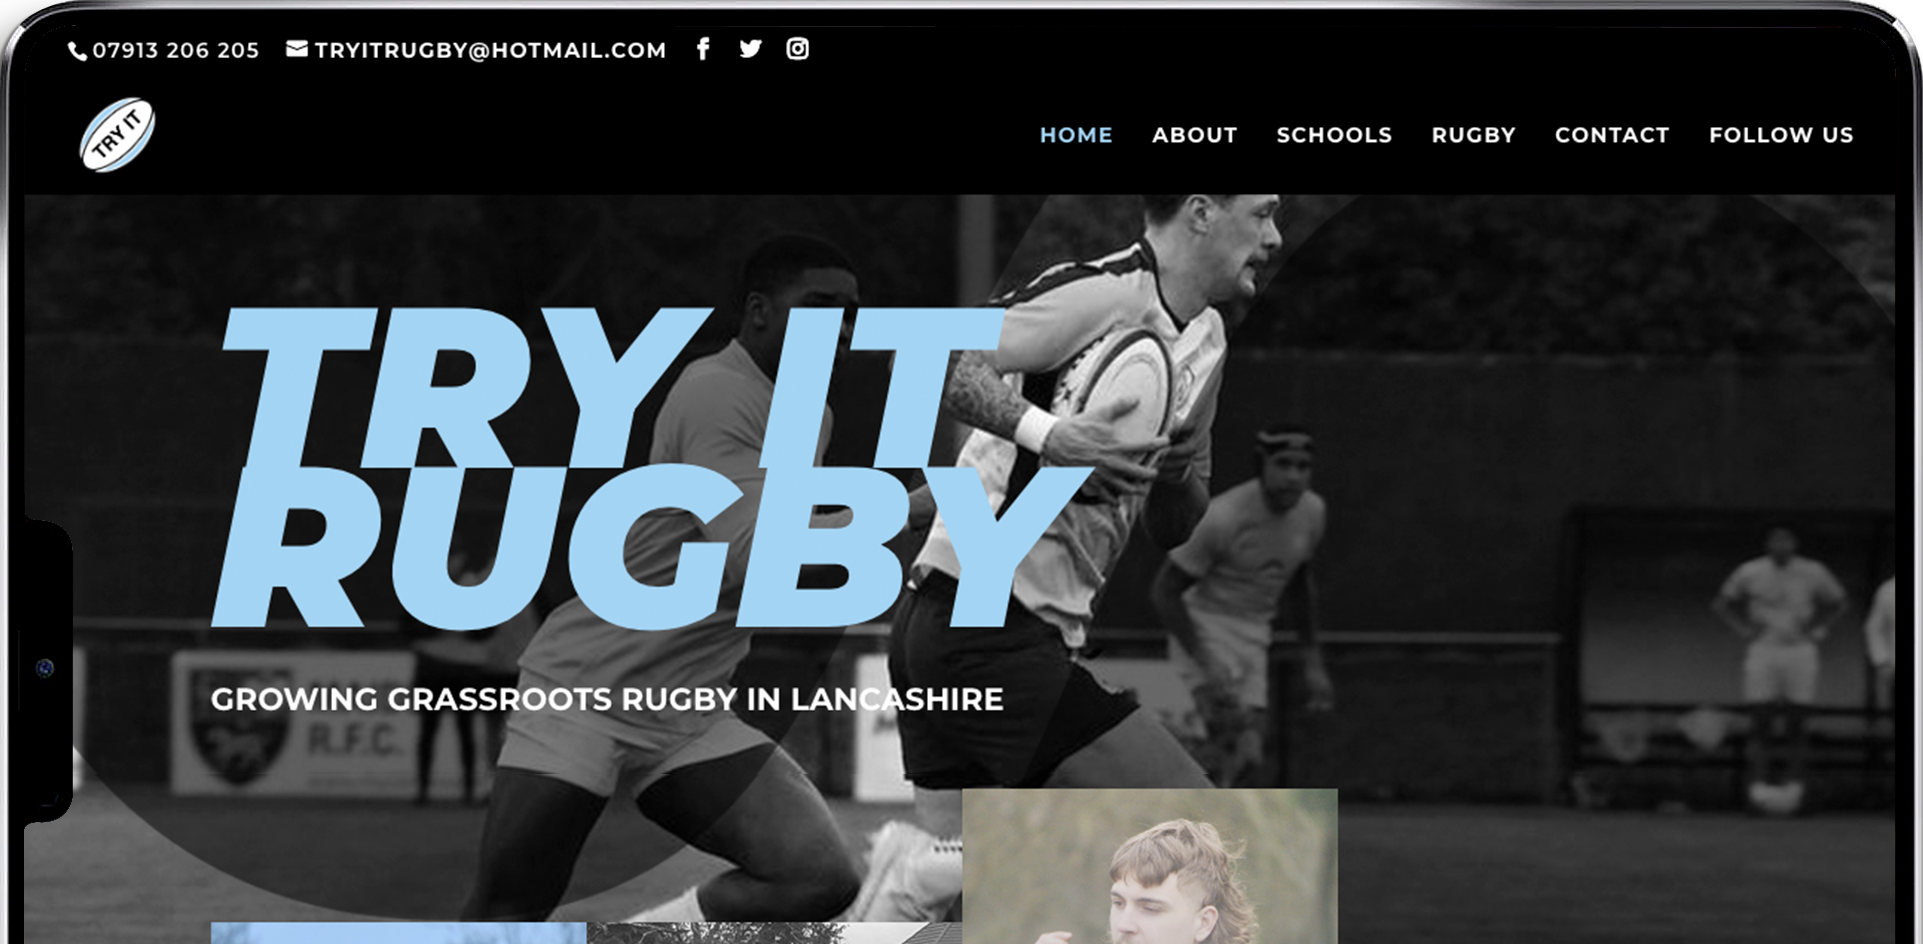 07913 206 205 TRYITRUGBY@HOTMAIL.COM
TRY IT
HOME ABOUT SCHOOLS RUGBY CONTACT FOLLOW US
TRY IT
RUGBY
GROWING GRASSROOTS RUGBY IN LANCASHIRE
R.F.C.